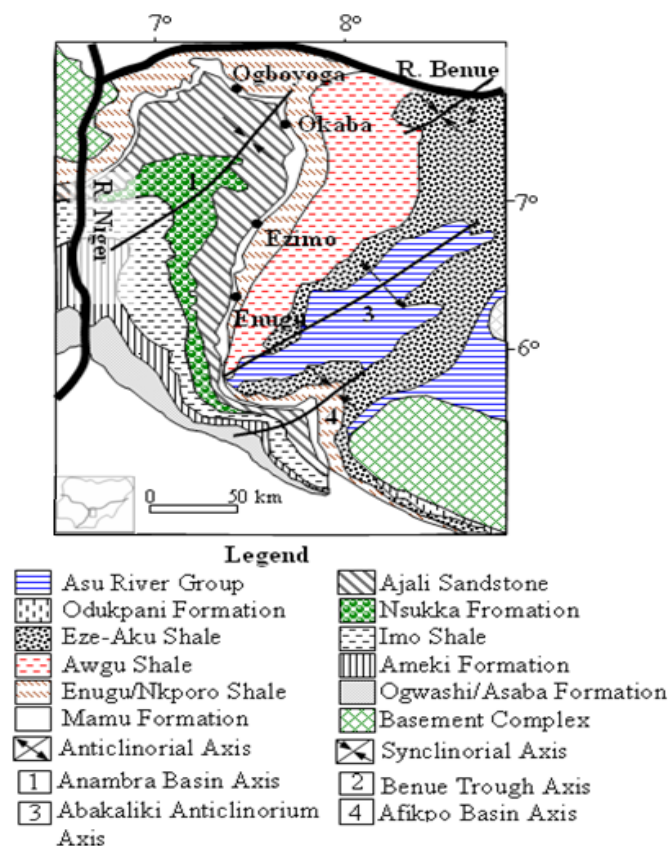 7° 8°
Ogboyoga
R. Benue
Okaba
2
1
R. Niger
7°
Ezimo
Enugu
3
6°
4
0 50 km
Legend
Asu River Group
Odukpani Formation
Eze-Aku Shale
Awgu Shale
Enugu/Nkporo Shale
Mamu Formation
Anticlinorial Axis
1 Anambra Basin Axis
3 Abakaliki Anticlinorium
Axis
Ajali Sandstone
Nsukka Fromation
Imo Shale
Ameki Formation
Ogwashi/Asaba Formation
Basement Complex
Synclinorial Axis
2 Benue Trough Axis
4 Afikpo Basin Axis